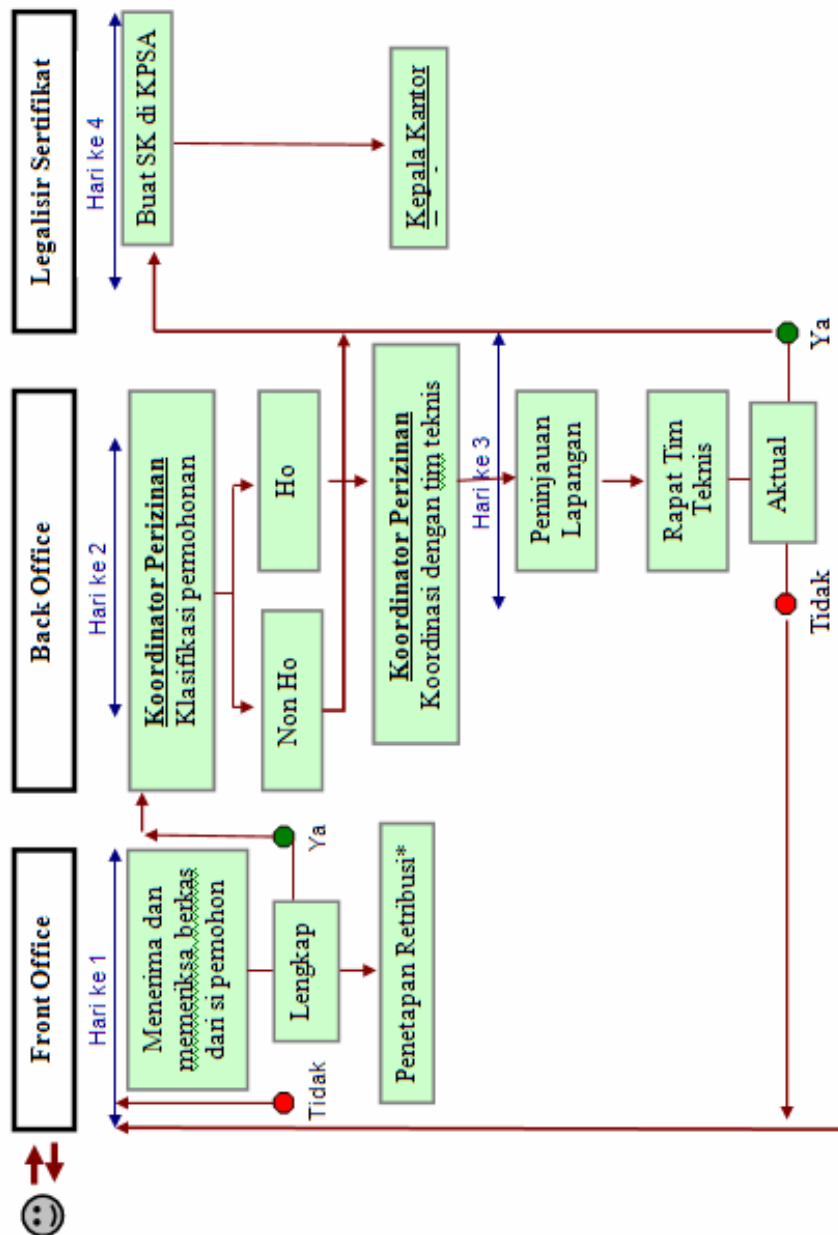 Front Office
Back Office
Legalisir Sertifikat
Hari ke 1
Hari ke 2
Hari ke 4
Menerima dan
memeriksa berkas
dari si pemohon
Lengkap
Tidak
Ya
Penetapan Retribusi*
Koordinator Perizinan
Klasifikasi permohonan
Non Ho
Ho
Koordinator Perizinan
Koordinasi dengan tim teknis
Hari ke 3
Peninjauan
Lapangan
Rapat Tim
Teknis
Aktual
Tidak
Ya
Buat SK di KPSA
Kepala Kantor